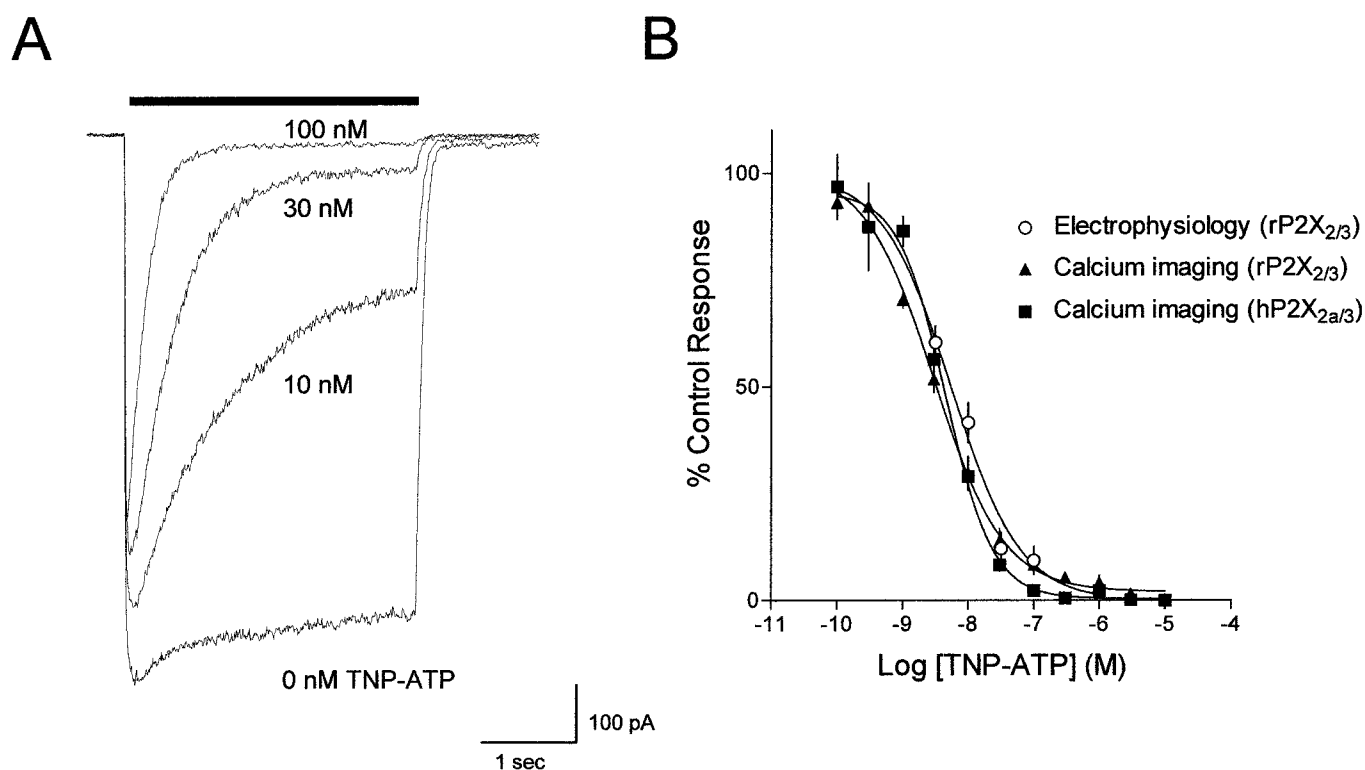 A
B
100 nM
30 nM
10 nM
0 nM TNP-ATP
100 pA
1 sec
% Control Response
100
50
0
-11 -10 -9 -8 -7 -6 -5 -4
Log [TNP-ATP] (M)
Electrophysiology (rP2X2/3)
Calcium imaging (rP2X2/3)
Calcium imaging (hP2X2a/3)